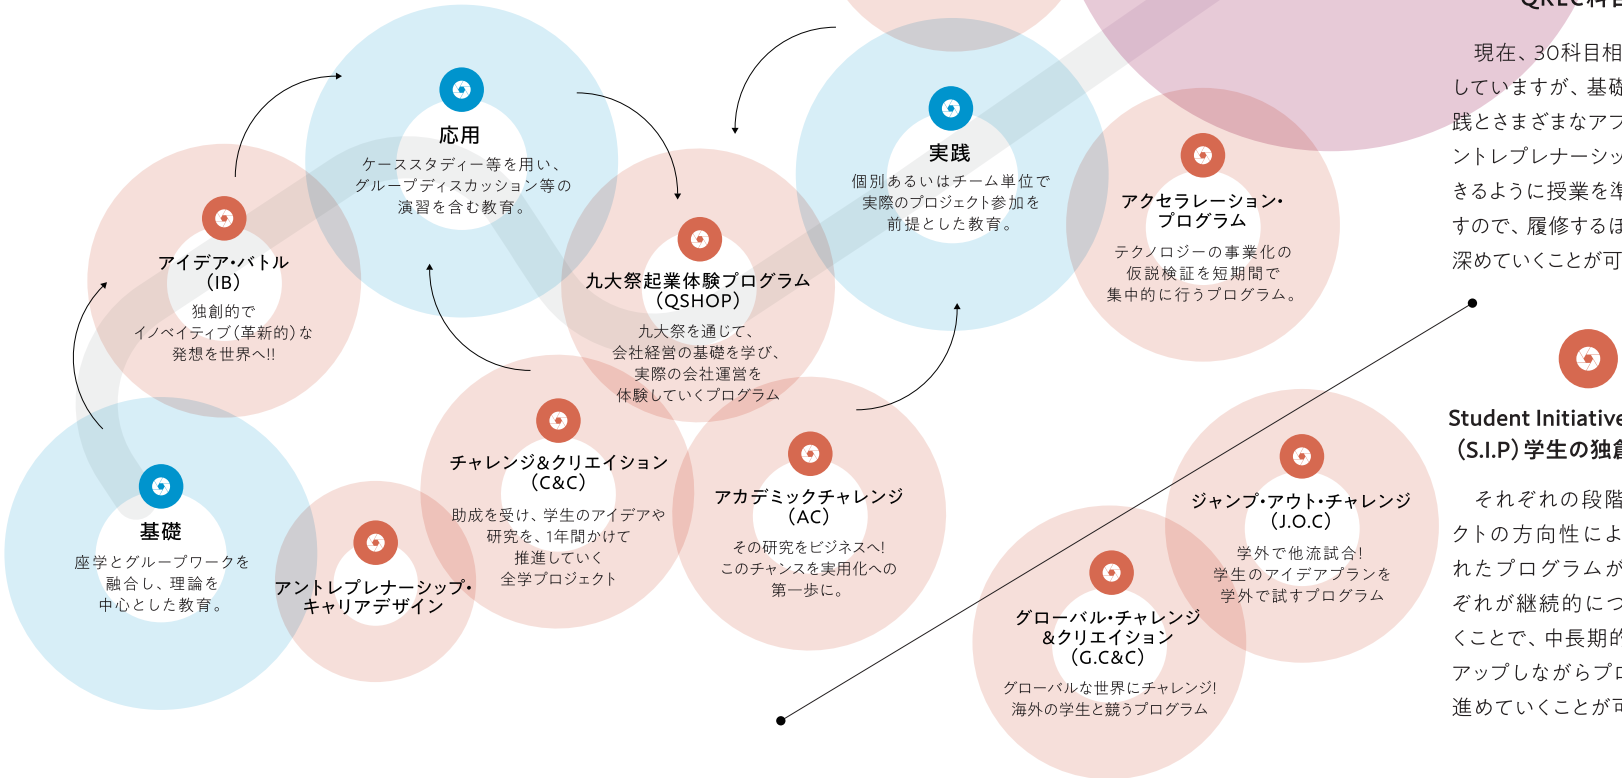 応用
ケーススタディー等を用い、
グループディスカッション等の
演習を含む教育。
実践
個別あるいはチーム単位で
実際のプロジェクト参加を
前提とした教育。
アクセラレーション・
プログラム
テクノロジーの事業化の
仮説検証を短期間で
集中的に行うプログラム。
アイデア・バトル
（IB）
独創的で
イノベイティブ（革新的）な
発想を世界へ!!
九大祭起業体験プログラム
（QSHOP）
九大祭を通じて、
会社経営の基礎を学び、
実際の会社運営を
体験していくプログラム
基礎
座学とグループワークを
融合し、理論を
中心とした教育。
アントレプレナーシップ・
キャリアデザイン
チャレンジ&クリエイション
（C&C）
助成を受け、学生のアイデアや
研究を、1年間かけて
推進していく
全学プロジェクト
アカデミックチャレンジ
（AC）
その研究をビジネスへ!
このチャンスを実用化への
第一歩に。
グローバル・チャレンジ
&クリエイション
（G.C&C）
グローバルな世界にチャレンジ!
海外の学生と競うプログラム
ジャンプ・アウト・チャレンジ
（J.O.C）
学外で他流試合!
学生のアイデアプランを
学外で試すプログラム
QREC科目
現在、30科目相
していますが、基礎
践とさまざまなアプ
ントレプレナーシッ
きるように授業を準
すので、履修するほ
深めていくことが可
Student Initiative
（S.I.P）学生の独創
それぞれの段階
クトの方向性によ
れたプログラムが
ぞれが継続的につ
くことで、中長期的
アップしながらプロ
進めていくことが可